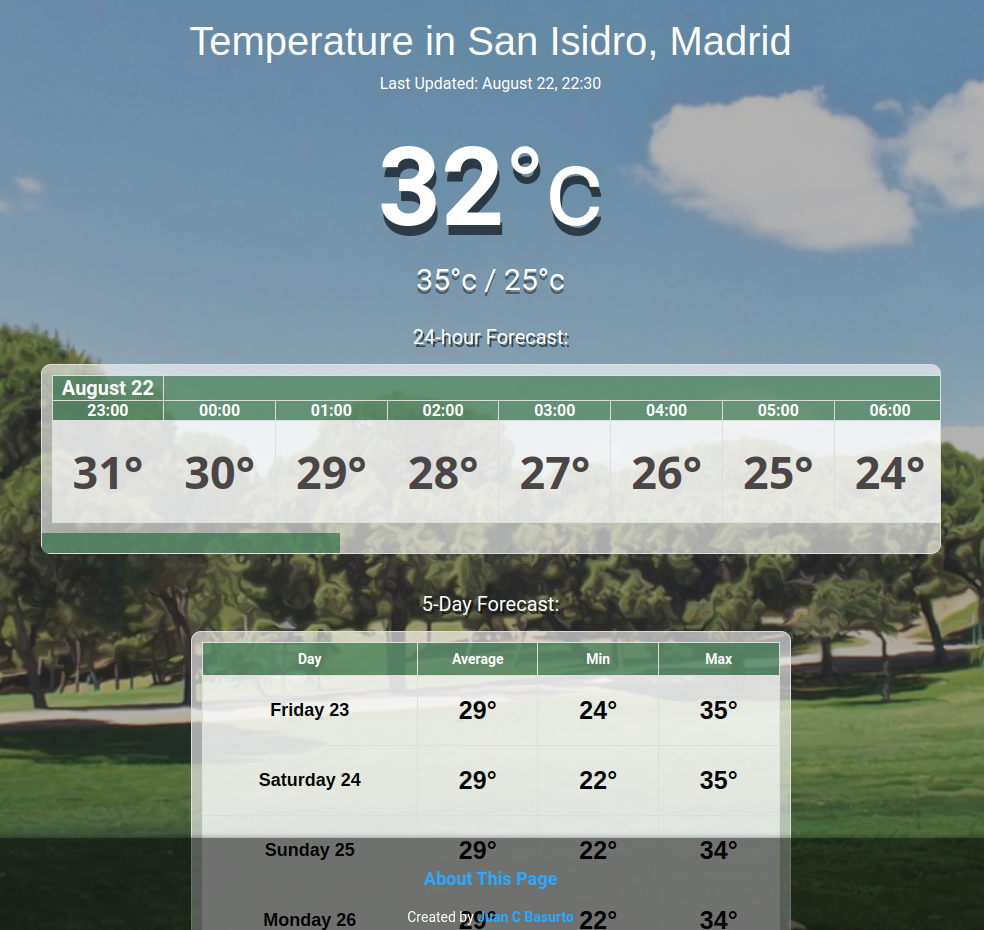 Temperature in San Isidro, Madrid
Last Updated: August 22, 22:30
32°c
35°c / 25°c
24-hour Forecast:
August 22
23:00 00:00 01:00 02:00 03:00 04:00 05:00 06:00
31° 30° 29° 28° 27° 26° 25° 24°
5-Day Forecast:
Day Average Min Max
Friday 23 29° 24° 35°
Saturday 24 29° 22° 35°
Sunday 25 29° 22° 34°
About This Page
Monday 26 29° 22° 34°
Created by Juan C Basurto